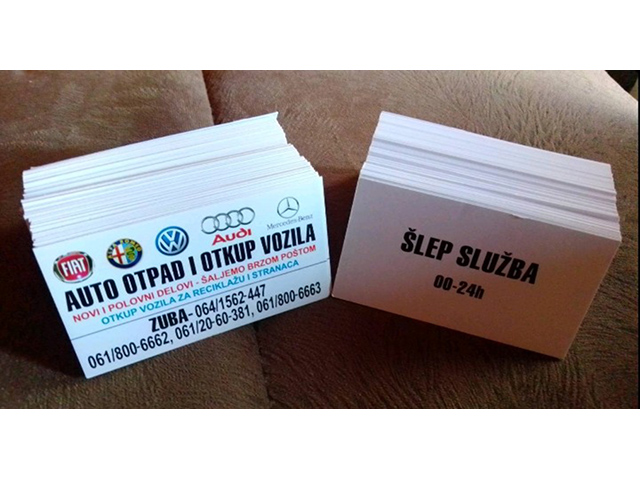 FIAT
Audi
Mercedes-Benz
AUTO OTPAD I OTKUP VOZILA
NOVI I POLOVNI DELOVI - ŠALJEMO BRZOM POŠTOM
OTKUP VOZILA ZA RECIKLAŽU I STRANACA
ZUBA- 064/1562-447
061/800-6662, 061/20-60-381, 061/800-6663
ŠLEP SLUŽBA
00-24h